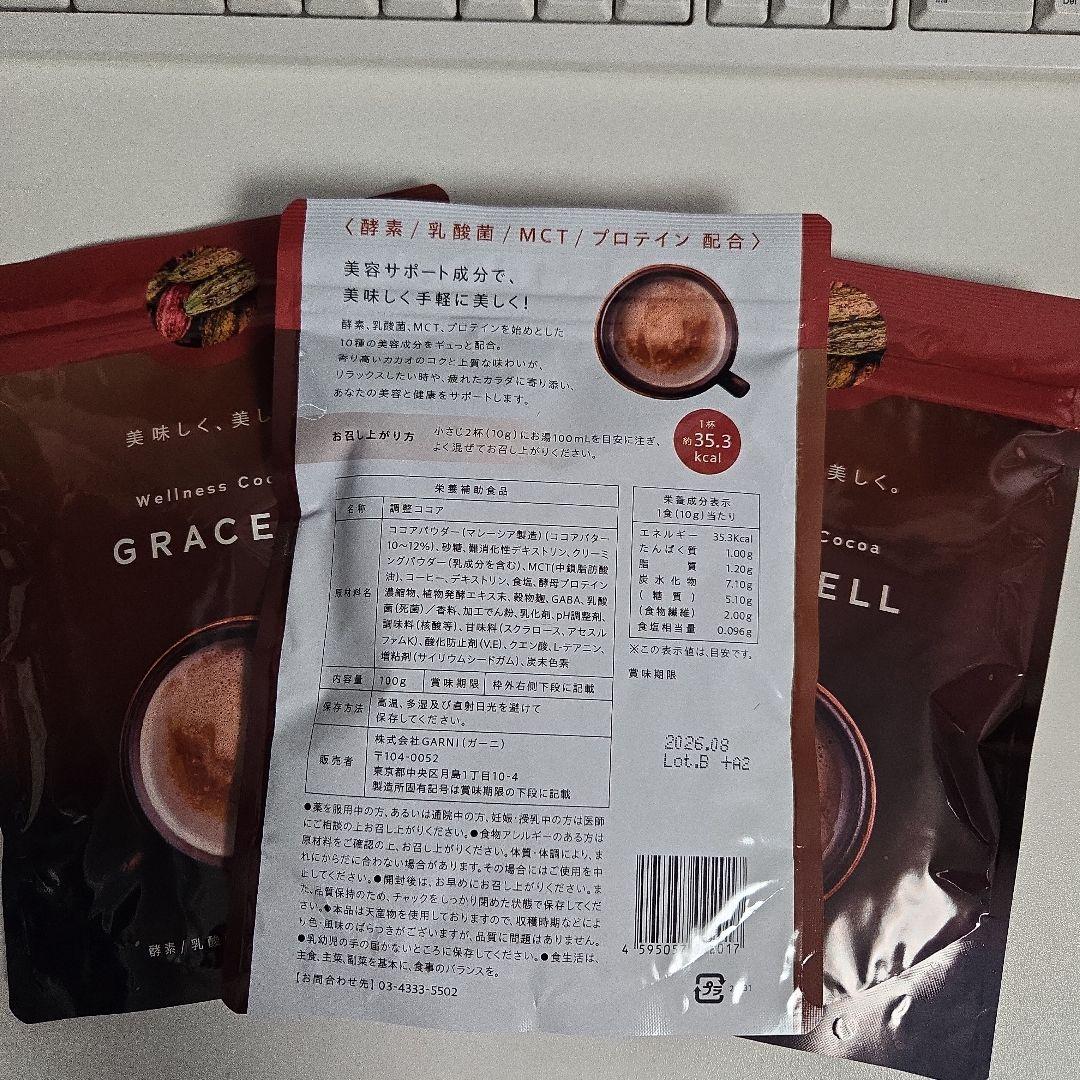 〈酵素/乳酸菌/MCT/プロテイン 配合〉
美容サポート成分で、
美味しく手軽に美しく!
酵素、乳酸菌、MCT、プロテインを始めとした
10種の美容成分をギュっと配合。
寄り高いカカオのコクと上質な味わいが、
リラックスしたい時や、疲れたカラダに寄り添い、
あなたの美容と健康をサポートします。
お召し上がり方
小さじ2杯(10g)にお湯100mLを目安に注ぎ、
よく混ぜてお召し上がりください。
1杯
約35.3
kcal
栄養補助食品
名称 調整ココア
原材料名
ココアパウダー(マレーシア製造)(ココアバター
10〜12%)、砂糖、難消化性デキストリン、クリーミ
ングパウダー(乳成分を含む)、MCT(中鎖脂肪酸
油)、コーヒー、デキストリン、食塩、酵母プロテイン
濃縮物、植物発酵エキス末、穀物麹、GABA、乳酸
菌(死菌)/香料、加工でん粉、乳化剤、pH調整剤、
調味料(核酸等)、甘味料(スクラロース、アセスル
ファムK)、酸化防止剤(V.E)、クエン酸、L-テアニン、
増粘剤(サイリウムシードガム)、炭末色素
内容量 100g 賞味期限 枠外右側下段に記載
保存方法
高温、多湿及び直射日光を避けて
保存してください。
販売者
株式会社GARNI(ガーニ)
〒104-0052
東京都中央区月島1丁目10-4
製造所固有記号は賞味期限の下段に記載
栄養成分表示
1食(10g)当たり
エネルギー 35.3Kcal
たんぱく質 1.00g
脂質 1.20g
炭水化物 7.10g
(糖質) 5.10g
(食物繊維) 2.00g
食塩相当量 0.096g
※この表示値は、目安です。
賞味期限
2026.08
Lot.B +A2
●薬を服用中の方、あるいは通院中の方、妊娠・授乳中の方は医師
にご相談の上お召し上がりください。●食物アレルギーのある方は
原材料をご確認の上、お召し上がりください。体質・体調により、ま
れにからだに合わない場合があります。その場合にはご使用を中
止してください。●開封後は、お早めにお召し上がりください。ま
た、品質保持のため、チャックをしっかり閉めた状態で保存してくだ
さい。●本品は天産物を使用しておりますので、収穫時期などによ
り色・風味のばらつきがございますが、品質に問題はありません。
●乳幼児の手の届かないところに保存してください。●食生活は、
主食、主菜、副菜を基本に、食事のバランスを。
【お問合わせ先】03-4333-5502
プラ
美味しく、美し
Wellness Coc
GRACE
酵素/乳酸
美しく。
Cocoa
ELL